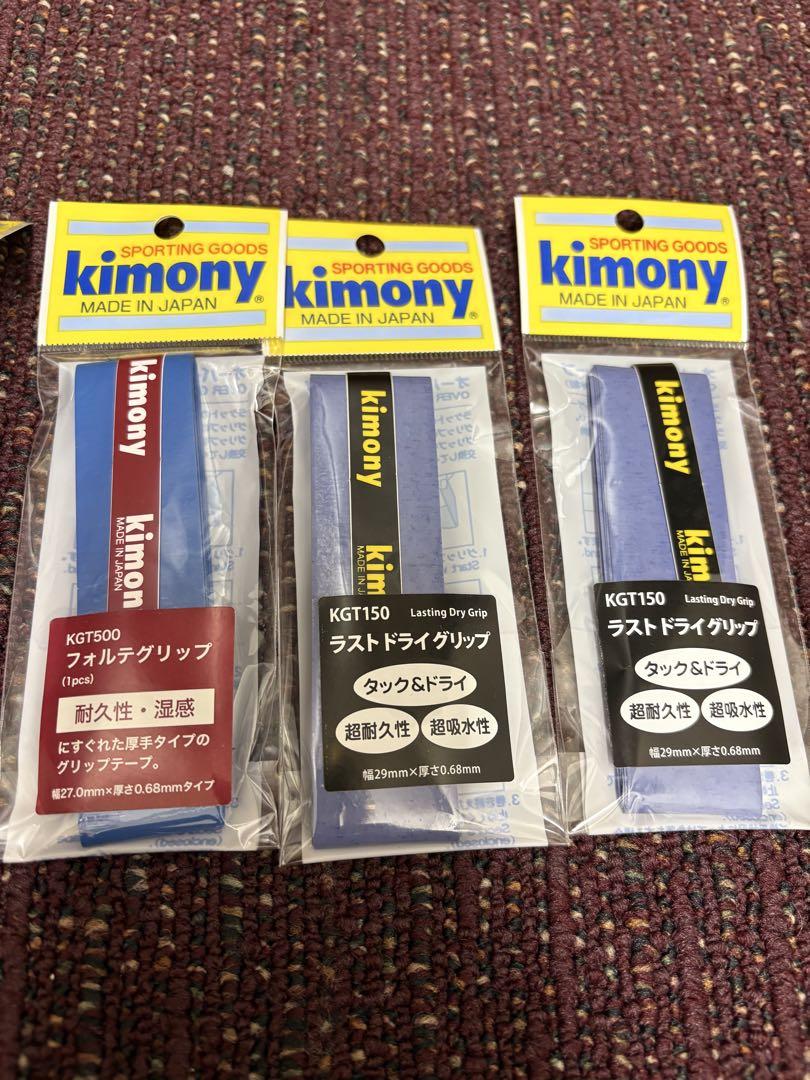 SPORTING GOODS
kimony®
MADE IN JAPAN
kimony
kimony
MADE IN JAPAN
KGT500
フォルテグリップ
(1pcs)
耐久性・湿感
にすぐれた厚手タイプの
グリップテープ。
幅27.0mm×厚さ0.68mmタイプ
SPORTING GOODS
kimony®
MADE IN JAPAN
kimony
kimony
MADE IN JAPAN
KGT150 Lasting Dry Grip
ラスト ドライ グリップ
タック&ドライ
超耐久性 超吸水性
幅29mm×厚さ0.68mm
SPORTING GOODS
kimony®
MADE IN JAPAN
kimony
kimony
MADE IN JAPAN
KGT150 Lasting Dry Grip
ラスト ドライ グリップ
タック&ドライ
超耐久性 超吸水性
幅29mm×厚さ0.68mm